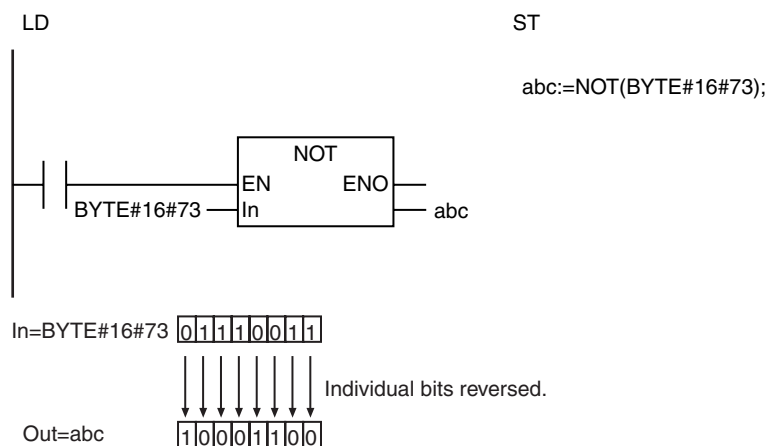 LD
ST
abc:=NOT(BYTE#16#73);
NOT
EN ENO
BYTE#16#73 In abc
In=BYTE#16#73 0 1 1 1 0 0 1 1
Individual bits reversed.
Out=abc 1 0 0 0 1 1 0 0